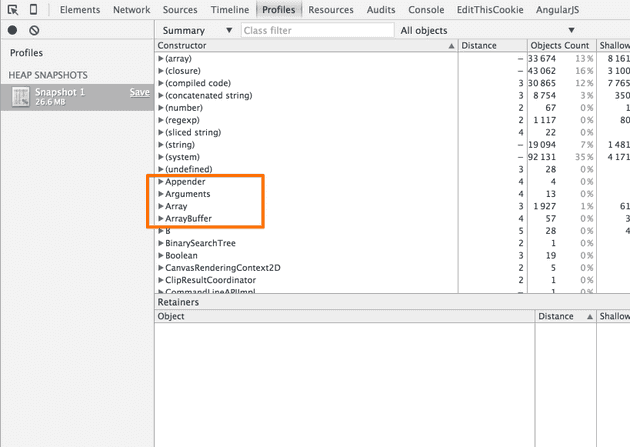 Elements Network Sources Timeline Profiles Resources Audits Console EditThisCookie AngularJS
Summary ▼ Class filter All objects ▼
Profiles
HEAP SNAPSHOTS
Snapshot 1 Save
26.6 MB
Constructor ▲ Distance Objects Count Shallow
▶(array) – 33 674 13 % 8 161
▶(closure) – 43 062 16 % 3 100
▶(compiled code) 3 30 865 12 % 7 765
▶(concatenated string) 3 8 754 3 % 350
▶(number) 2 67 0 % 1
▶(regexp) 2 1 117 0 % 80
▶(sliced string) 4 22 0 %
▶(string) – 19 094 7 % 1 481
▶(system) – 92 131 35 % 4 171
▶(undefined) 3 28 0 %
▶Appender 4 4 0 %
▶Arguments 4 13 0 %
▶Array 3 1 927 1 % 61
▶ArrayBuffer 4 57 0 % 3
▶B 5 28 0 % 4
▶BinarySearchTree 2 1 0 %
▶Boolean 3 19 0 %
▶CanvasRenderingContext2D 2 5 0 %
▶ClipResultCoordinator 2 1 0 %
▶CommandLineAPIImpl – 1 0 %
Retainers
Object Distance ▲ Shallow